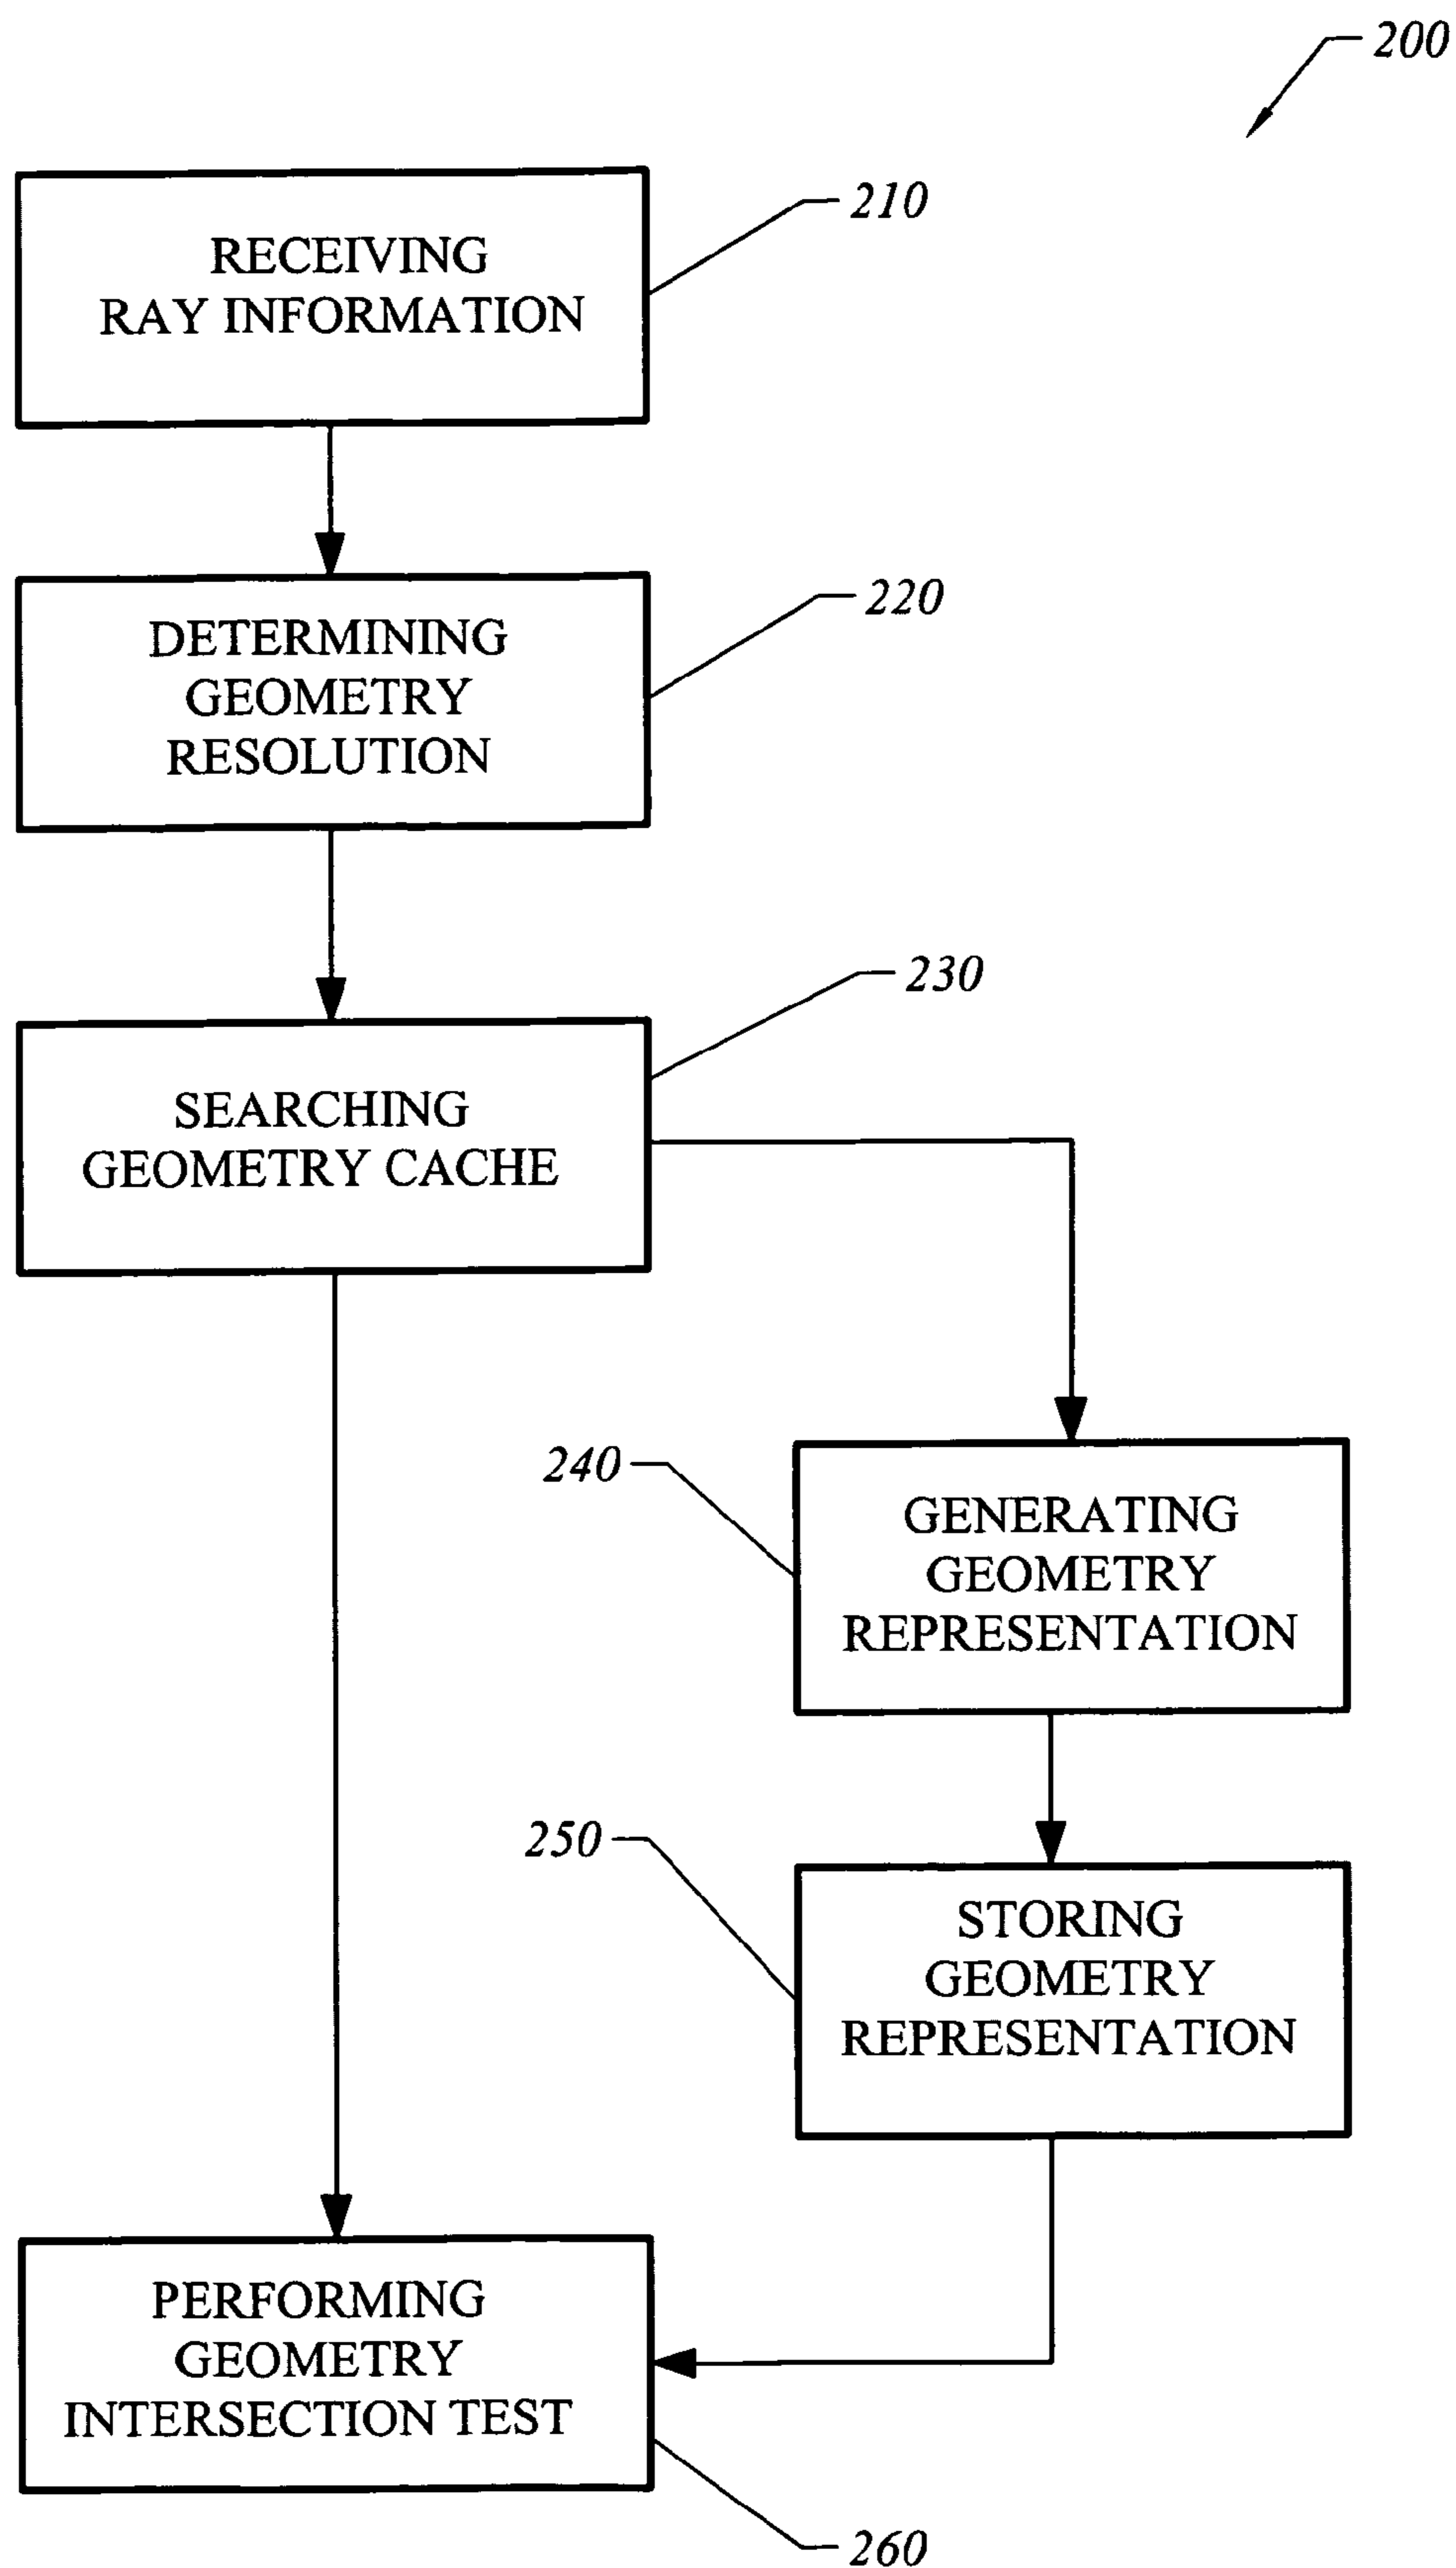 200
210
RECEIVING
RAY INFORMATION
220
DETERMINING
GEOMETRY
RESOLUTION
230
SEARCHING
GEOMETRY CACHE
240
GENERATING
GEOMETRY
REPRESENTATION
250
STORING
GEOMETRY
REPRESENTATION
PERFORMING
GEOMETRY
INTERSECTION TEST
260